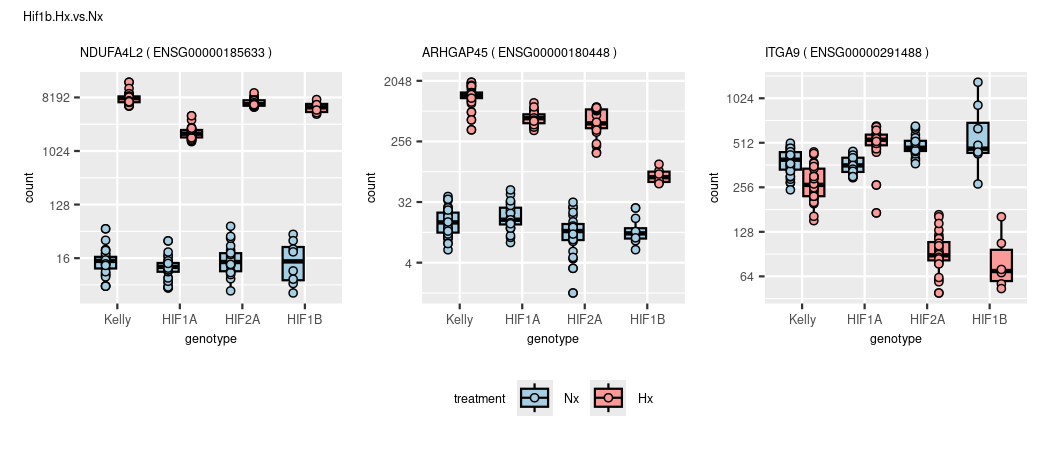 Hif1b.Hx.vs.Nx
NDUFA4L2 ( ENSG00000185633 )
8192
1024
128
16
count
Kelly HIF1A HIF2A HIF1B
genotype
ARHGAP45 ( ENSG00000180448 )
2048
256
32
4
count
Kelly HIF1A HIF2A HIF1B
genotype
ITGA9 ( ENSG00000291488 )
1024
512
256
128
64
count
Kelly HIF1A HIF2A HIF1B
genotype
treatment Nx Hx